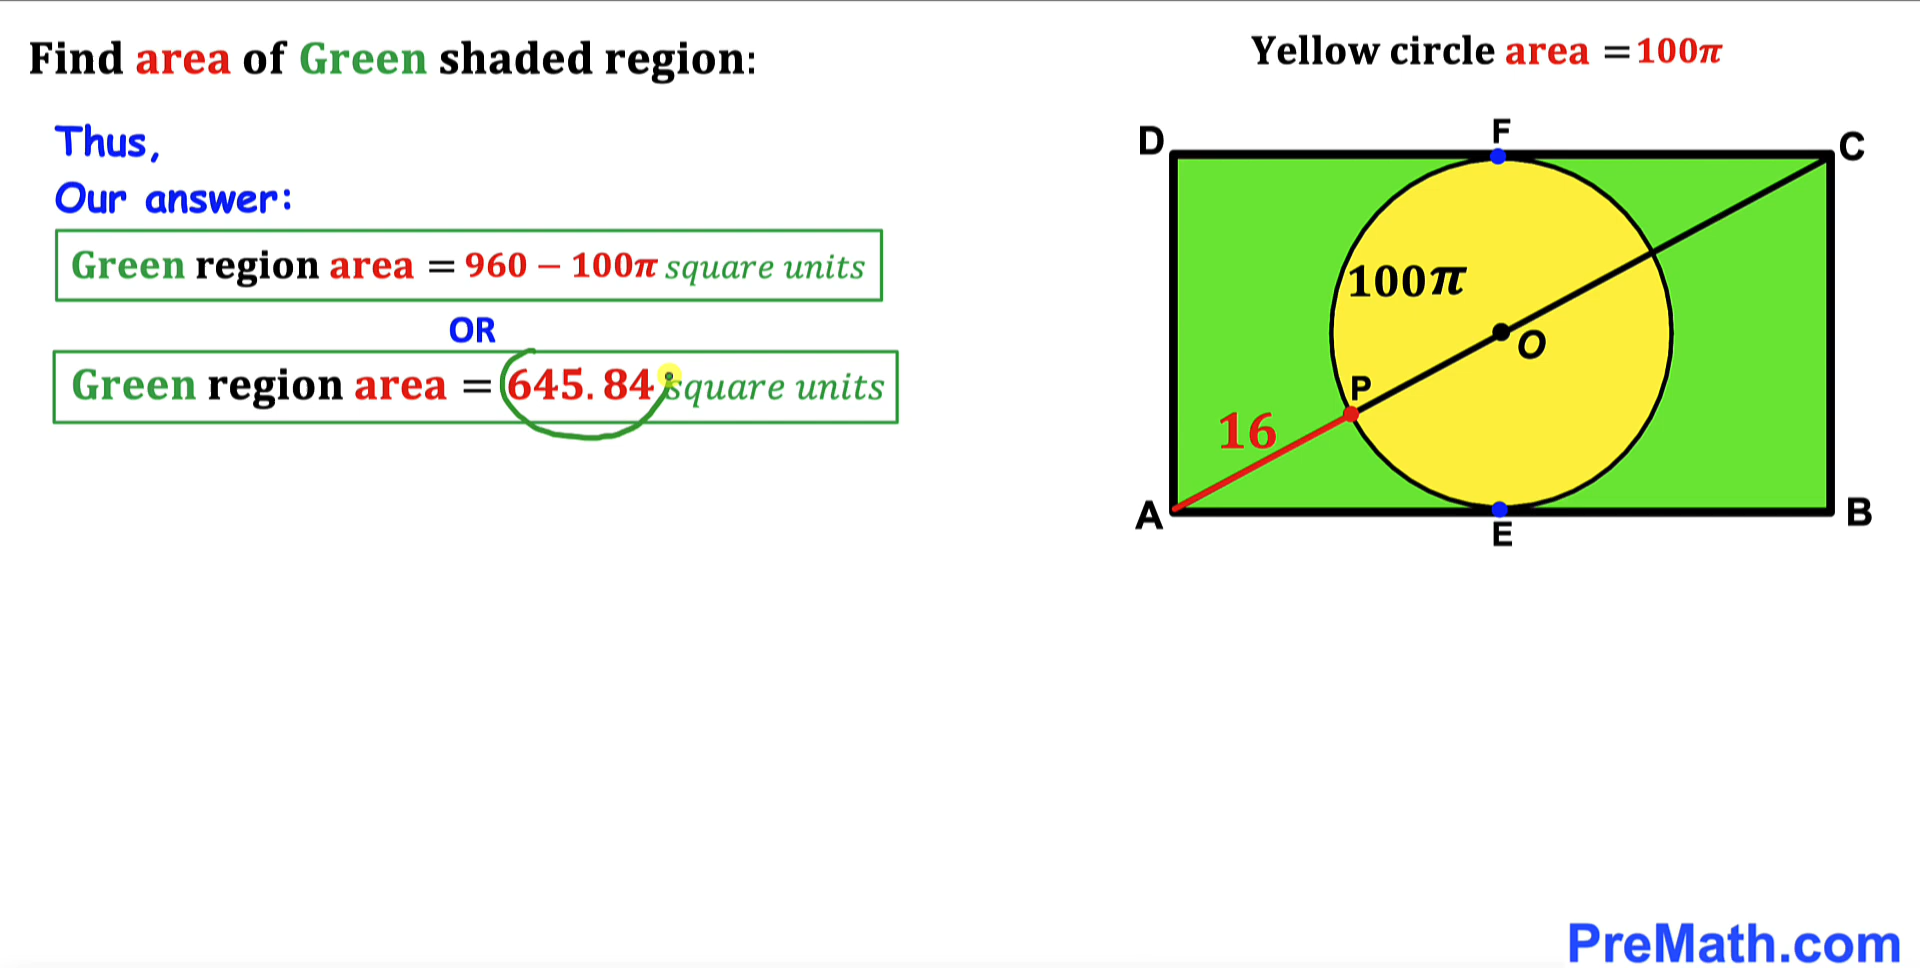 Find area of Green shaded region:
Yellow circle area = 100π
Thus,
Our answer:
Green region area = 960 − 100π square units
OR
Green region area = 645.84 square units
D
F
C
100π
O
P
16
A
E
B
PreMath.com